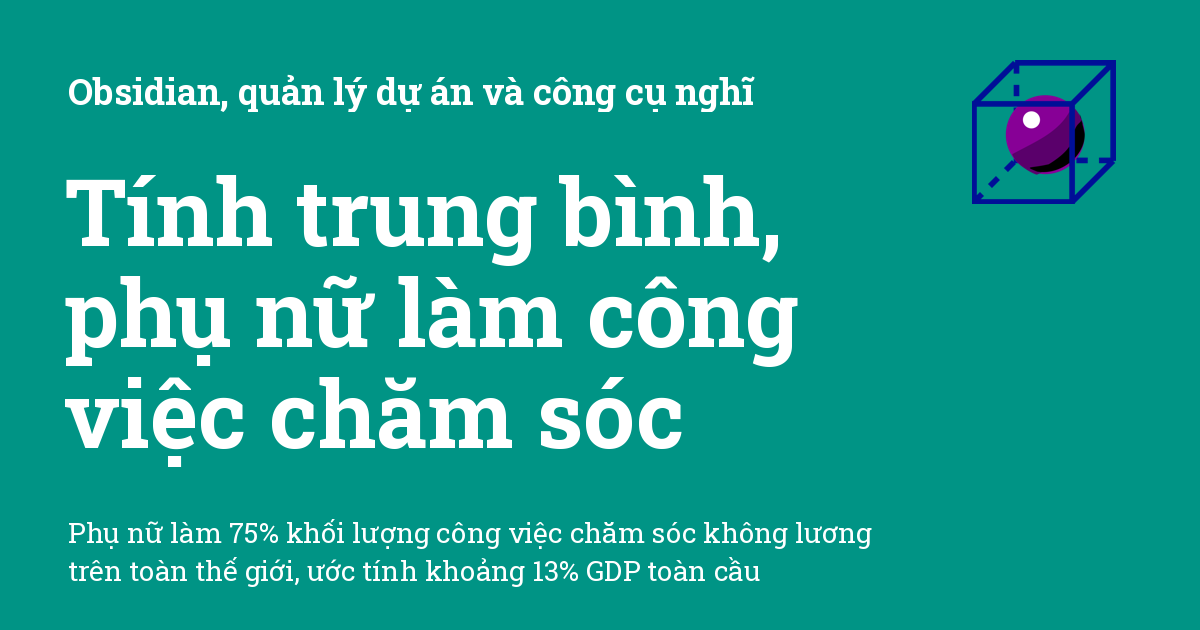 Obsidian, quản lý dự án và công cụ nghĩ
Tính trung bình,
phụ nữ làm công
việc chăm sóc
Phụ nữ làm 75% khối lượng công việc chăm sóc không lương
trên toàn thế giới, ước tính khoảng 13% GDP toàn cầu